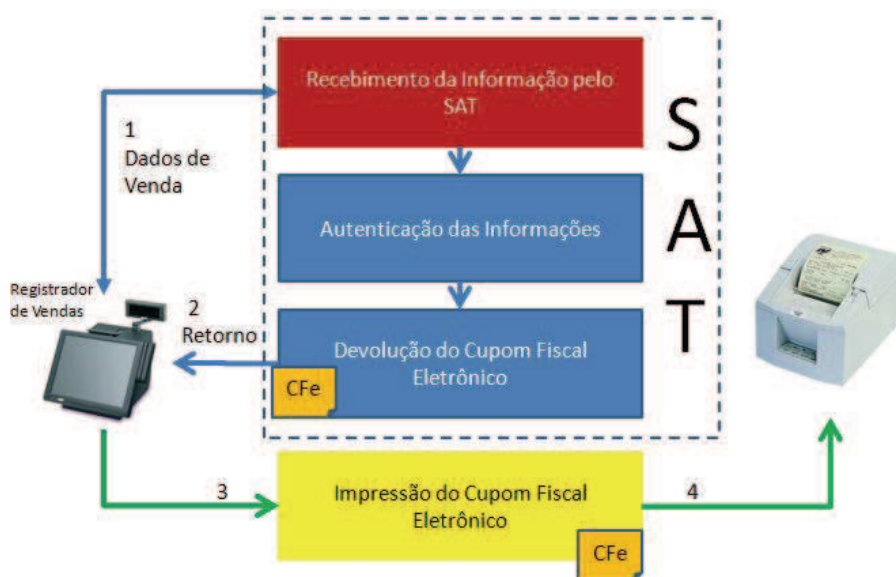 Recebimento da Informação pelo
SAT
S
A
T
1
Dados de
Venda
Autenticação das Informações
Registrador
de Vendas
2
Retorno
Devolução do Cupom Fiscal
Eletrônico
CFe
3
Impressão do Cupom Fiscal
Eletrônico
4
CFe